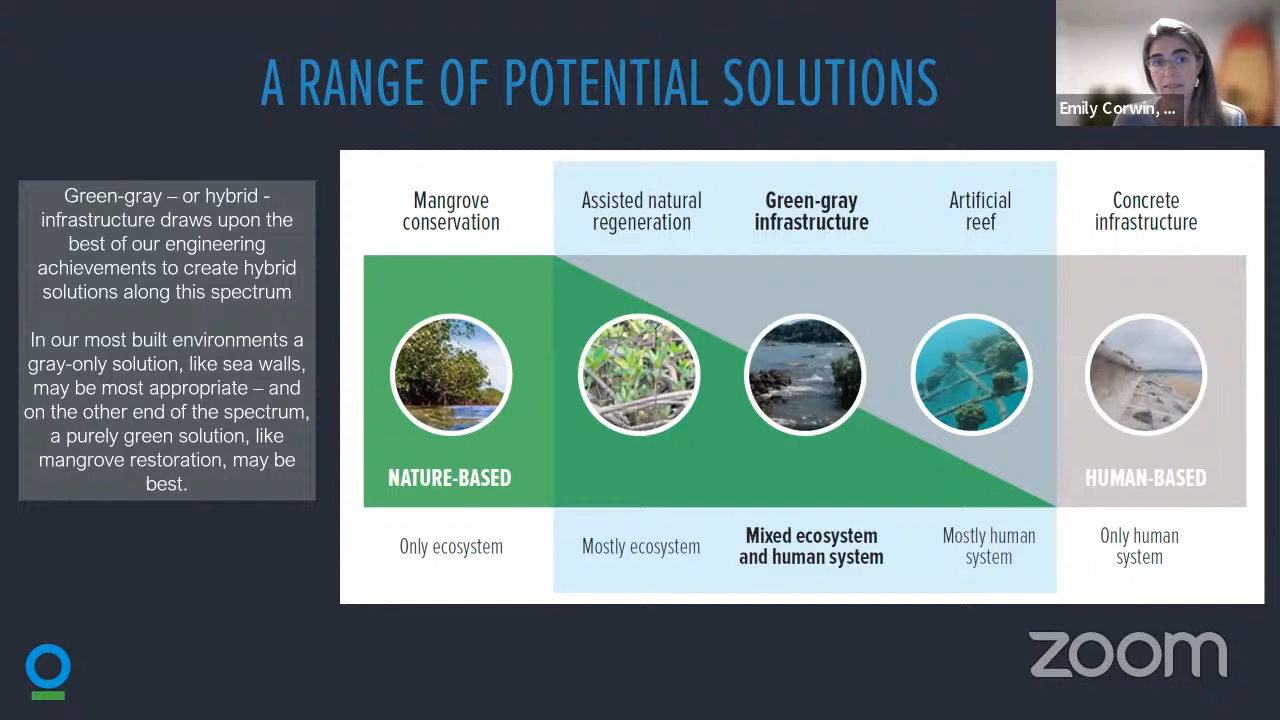 A RANGE OF POTENTIAL SOLUTIONS
Emily Corwin, ...
Green-gray – or hybrid -
infrastructure draws upon the
best of our engineering
achievements to create hybrid
solutions along this spectrum
In our most built environments a
gray-only solution, like sea walls,
may be most appropriate – and
on the other end of the spectrum,
a purely green solution, like
mangrove restoration, may be
best.
Mangrove
conservation
Assisted natural
regeneration
Green-gray
infrastructure
Artificial
reef
Concrete
infrastructure
NATURE-BASED
HUMAN-BASED
Only ecosystem
Mostly ecosystem
Mixed ecosystem
and human system
Mostly human
system
Only human
system
zoom